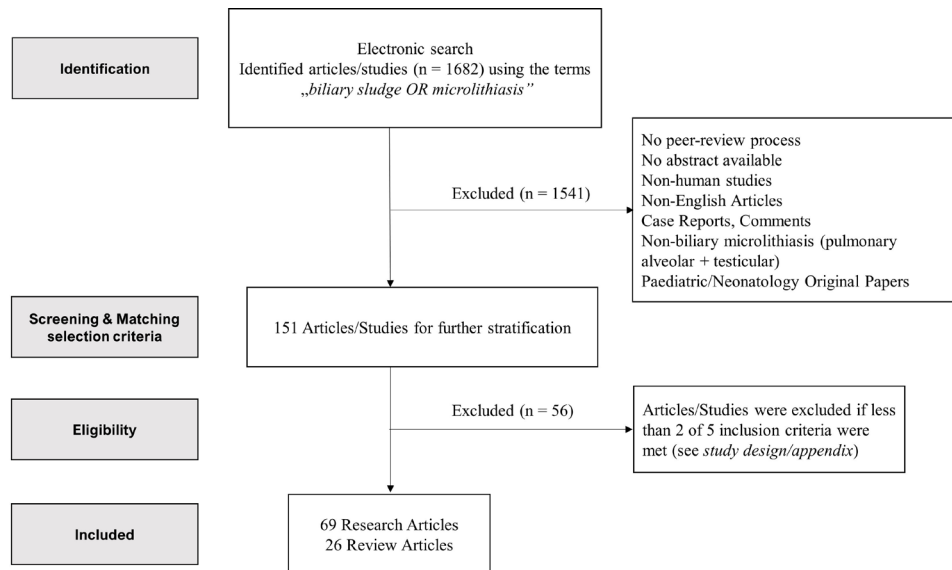 Identification
Electronic search
Identified articles/studies (n = 1682) using the terms
„biliary sludge OR microlithiasis”
Excluded (n = 1541)
No peer-review process
No abstract available
Non-human studies
Non-English Articles
Case Reports, Comments
Non-biliary microlithiasis (pulmonary
alveolar + testicular)
Paediatric/Neonatology Original Papers
Screening & Matching
selection criteria
151 Articles/Studies for further stratification
Eligibility
Excluded (n = 56)
Articles/Studies were excluded if less
than 2 of 5 inclusion criteria were
met (see study design/appendix)
Included
69 Research Articles
26 Review Articles